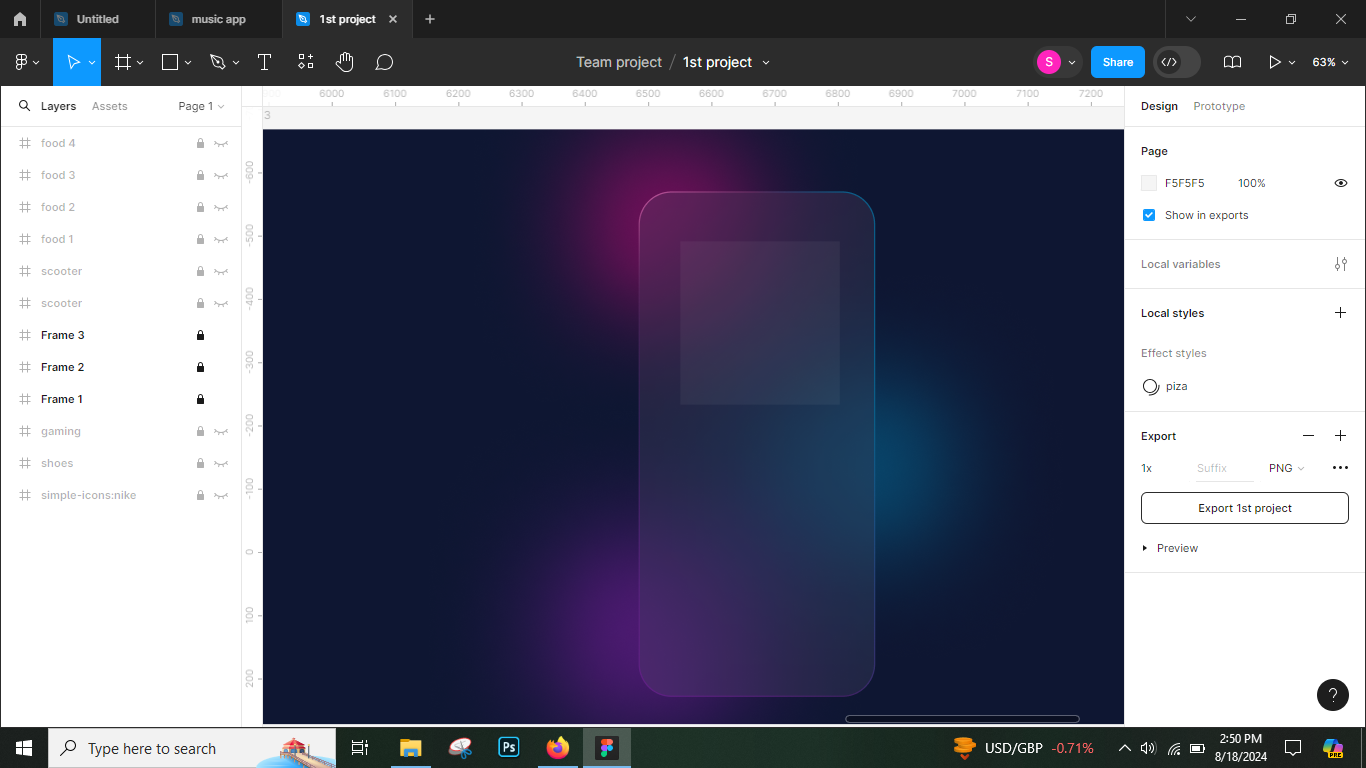 Untitled
music app
1st project
Team project / 1st project
S
Share
63%
Layers
Assets
Page 1
6000 6100 6200 6300 6400 6500 6600 6700 6800 6900 7000 7100 7200
Design
Prototype
3
food 4
food 3
food 2
food 1
scooter
scooter
Frame 3
Frame 2
Frame 1
gaming
shoes
simple-icons:nike
-600
-500
-400
-300
-200
-100
0
100
200
Page
F5F5F5
100%
Show in exports
Local variables
Local styles
Effect styles
piza
Export
1x
Suffix
PNG
Export 1st project
Preview
?
Type here to search
Ps
USD/GBP -0.71%
2:50 PM
8/18/2024
PRE